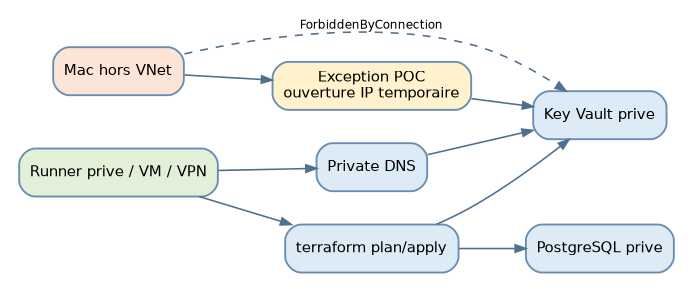 ForbiddenByConnection
Mac hors VNet
Exception POC
ouverture IP temporaire
Key Vault prive
Private DNS
Runner prive / VM / VPN
terraform plan/apply
PostgreSQL prive